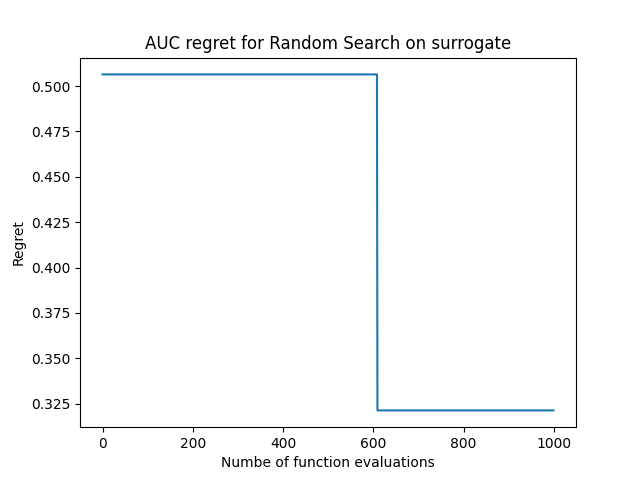 AUC regret for Random Search on surrogate
0.500
0.475
0.450
0.425
0.400
0.375
0.350
0.325
Regret
0 200 400 600 800 1000
Numbe of function evaluations